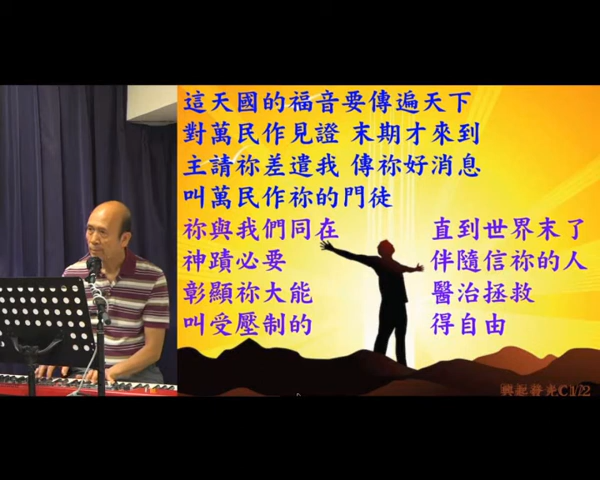 這天國的福音要傳遍天下
對萬民作見證 末期才來到
主請祢差遣我 傳祢好消息
叫萬民作祢的門徒
祢與我們同在 直到世界末了
神蹟必要 伴隨信祢的人
彰顯祢大能 醫治拯救
叫受壓制的 得自由
興起發光C1/2